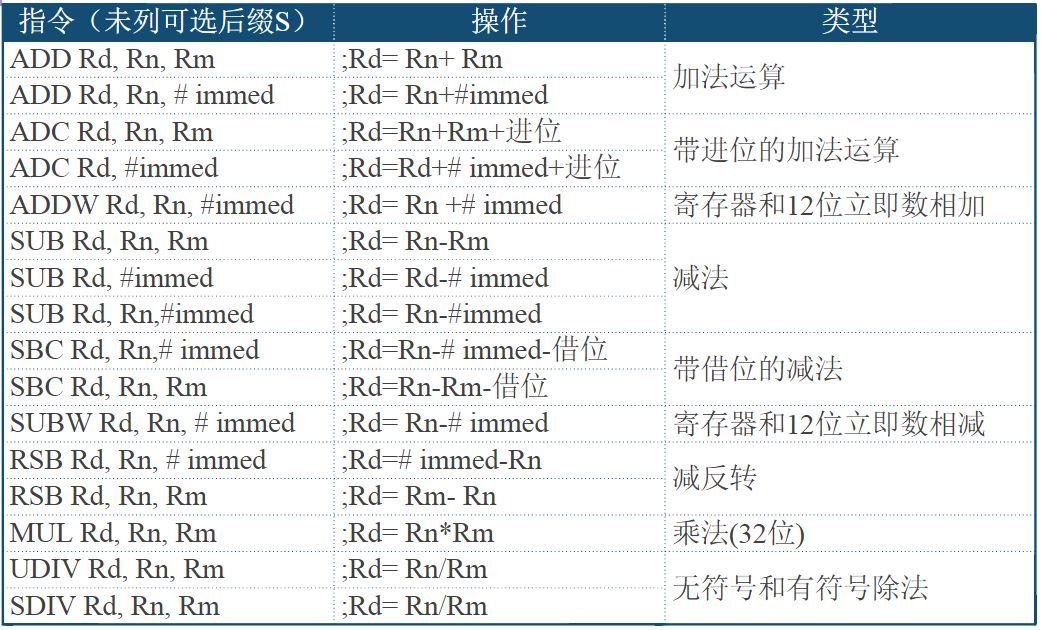 指令（未列可选后缀S） 操作 类型
ADD Rd, Rn, Rm ;Rd= Rn+ Rm 加法运算
ADD Rd, Rn, # immed ;Rd= Rn+#immed
ADC Rd, Rn, Rm ;Rd=Rn+Rm+进位 带进位的加法运算
ADC Rd, #immed ;Rd=Rd+# immed+进位
ADDW Rd, Rn, #immed ;Rd= Rn +# immed 寄存器和12位立即数相加
SUB Rd, Rn, Rm ;Rd= Rn-Rm 减法
SUB Rd, #immed ;Rd= Rd-# immed
SUB Rd, Rn,#immed ;Rd= Rn-#immed
SBC Rd, Rn,# immed ;Rd=Rn-# immed-借位 带借位的减法
SBC Rd, Rn, Rm ;Rd=Rn-Rm-借位
SUBW Rd, Rn, # immed ;Rd= Rn-# immed 寄存器和12位立即数相减
RSB Rd, Rn, # immed ;Rd=# immed-Rn 减反转
RSB Rd, Rn, Rm ;Rd= Rm- Rn
MUL Rd, Rn, Rm ;Rd= Rn*Rm 乘法(32位)
UDIV Rd, Rn, Rm ;Rd= Rn/Rm 无符号和有符号除法
SDIV Rd, Rn, Rm ;Rd= Rn/Rm